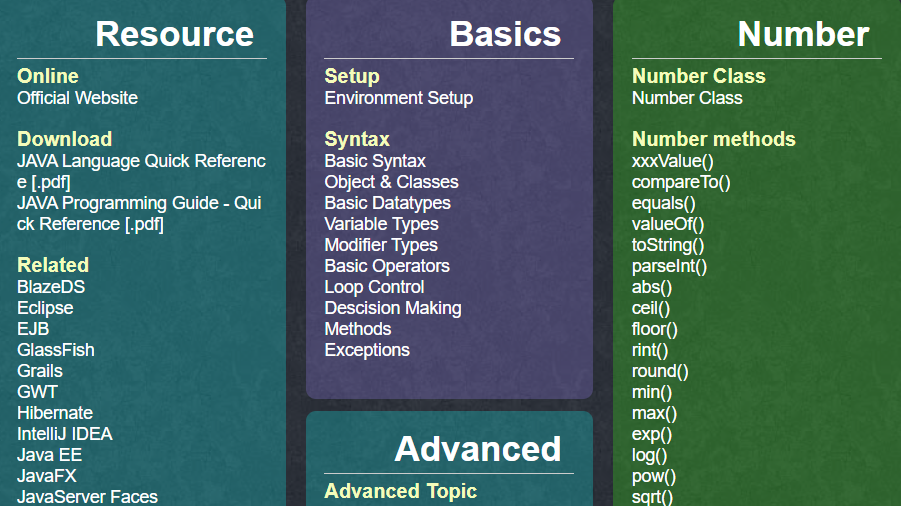 Resource
Online
Official Website
Download
JAVA Language Quick Referenc
e [.pdf]
JAVA Programming Guide - Qui
ck Reference [.pdf]
Related
BlazeDS
Eclipse
EJB
GlassFish
Grails
GWT
Hibernate
IntelliJ IDEA
Java EE
JavaFX
JavaServer Faces
Basics
Setup
Environment Setup
Syntax
Basic Syntax
Object & Classes
Basic Datatypes
Variable Types
Modifier Types
Basic Operators
Loop Control
Descision Making
Methods
Exceptions
Advanced
Advanced Topic
Number
Number Class
Number Class
Number methods
xxxValue()
compareTo()
equals()
valueOf()
toString()
parseInt()
abs()
ceil()
floor()
rint()
round()
min()
max()
exp()
log()
pow()
sqrt()